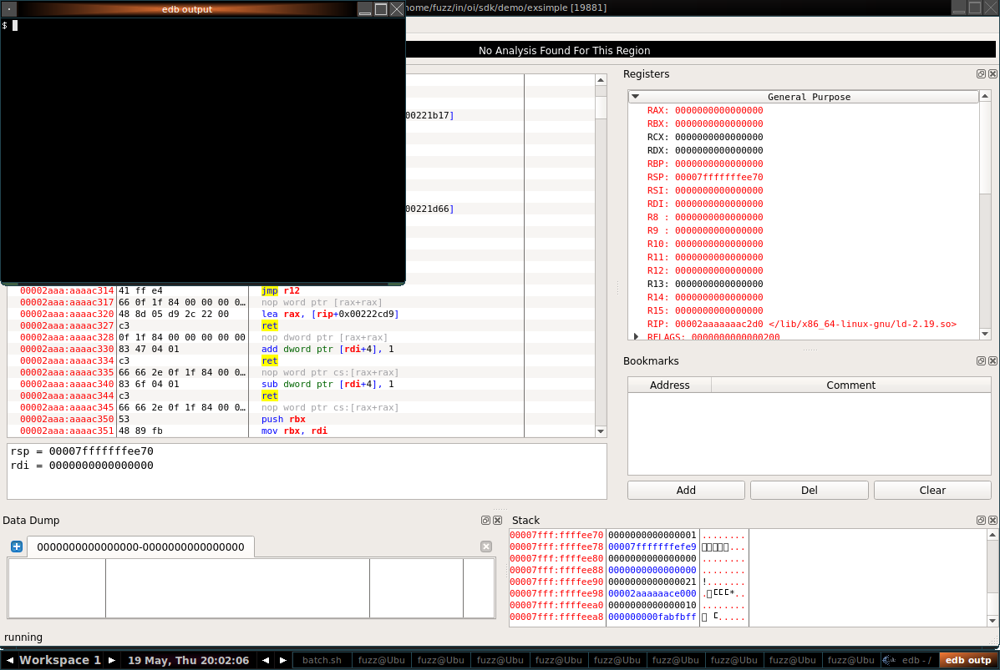 edb output
home/fuzz/in/oi/sdk/demo/exsimple [19881]
$
No Analysis Found For This Region
00221b17]
00221d66]
00002aaa:aaaac314 41 ff e4 jmp r12
00002aaa:aaaac317 66 0f 1f 84 00 00 00 0… nop word ptr [rax+rax]
00002aaa:aaaac320 48 8d 05 d9 2c 22 00 lea rax, [rip+0x00222cd9]
00002aaa:aaaac327 c3 ret
00002aaa:aaaac328 0f 1f 84 00 00 00 00 00 nop dword ptr [rax+rax]
00002aaa:aaaac330 83 47 04 01 add dword ptr [rdi+4], 1
00002aaa:aaaac334 c3 ret
00002aaa:aaaac335 66 66 2e 0f 1f 84 00 0… nop word ptr cs:[rax+rax]
00002aaa:aaaac340 83 6f 04 01 sub dword ptr [rdi+4], 1
00002aaa:aaaac344 c3 ret
00002aaa:aaaac345 66 66 2e 0f 1f 84 00 0… nop word ptr cs:[rax+rax]
00002aaa:aaaac350 53 push rbx
00002aaa:aaaac351 48 89 fb mov rbx, rdi
rsp = 00007fffffffee70
rdi = 0000000000000000
Registers
General Purpose
RAX: 0000000000000000
RBX: 0000000000000000
RCX: 0000000000000000
RDX: 0000000000000000
RBP: 0000000000000000
RSP: 00007fffffffee70
RSI: 0000000000000000
RDI: 0000000000000000
R8 : 0000000000000000
R9 : 0000000000000000
R10: 0000000000000000
R11: 0000000000000000
R12: 0000000000000000
R13: 0000000000000000
R14: 0000000000000000
R15: 0000000000000000
RIP: 00002aaaaaaac2d0 </lib/x86_64-linux-gnu/ld-2.19.so>
RFLAGS: 0000000000000200
Bookmarks
Address Comment
Add Del Clear
Data Dump
0000000000000000-0000000000000000
Stack
00007fff:ffffee70 0000000000000001 ........
00007fff:ffffee78 00007fffffffefe9
00007fff:ffffee80 0000000000000000 ........
00007fff:ffffee88 0000000000000000 ........
00007fff:ffffee90 0000000000000021 !.......
00007fff:ffffee98 00002aaaaaace000
00007fff:ffffeea0 0000000000000010 ........
00007fff:ffffeea8 000000000fabfbff
running
Workspace 1 19 May, Thu 20:02:06 batch.sh fuzz@Ubu fuzz@Ubu fuzz@Ubu fuzz@Ubu fuzz@Ubu fuzz@Ubu fuzz@Ubu fuzz@Ubu fuzz@Ubu edb - / edb outp